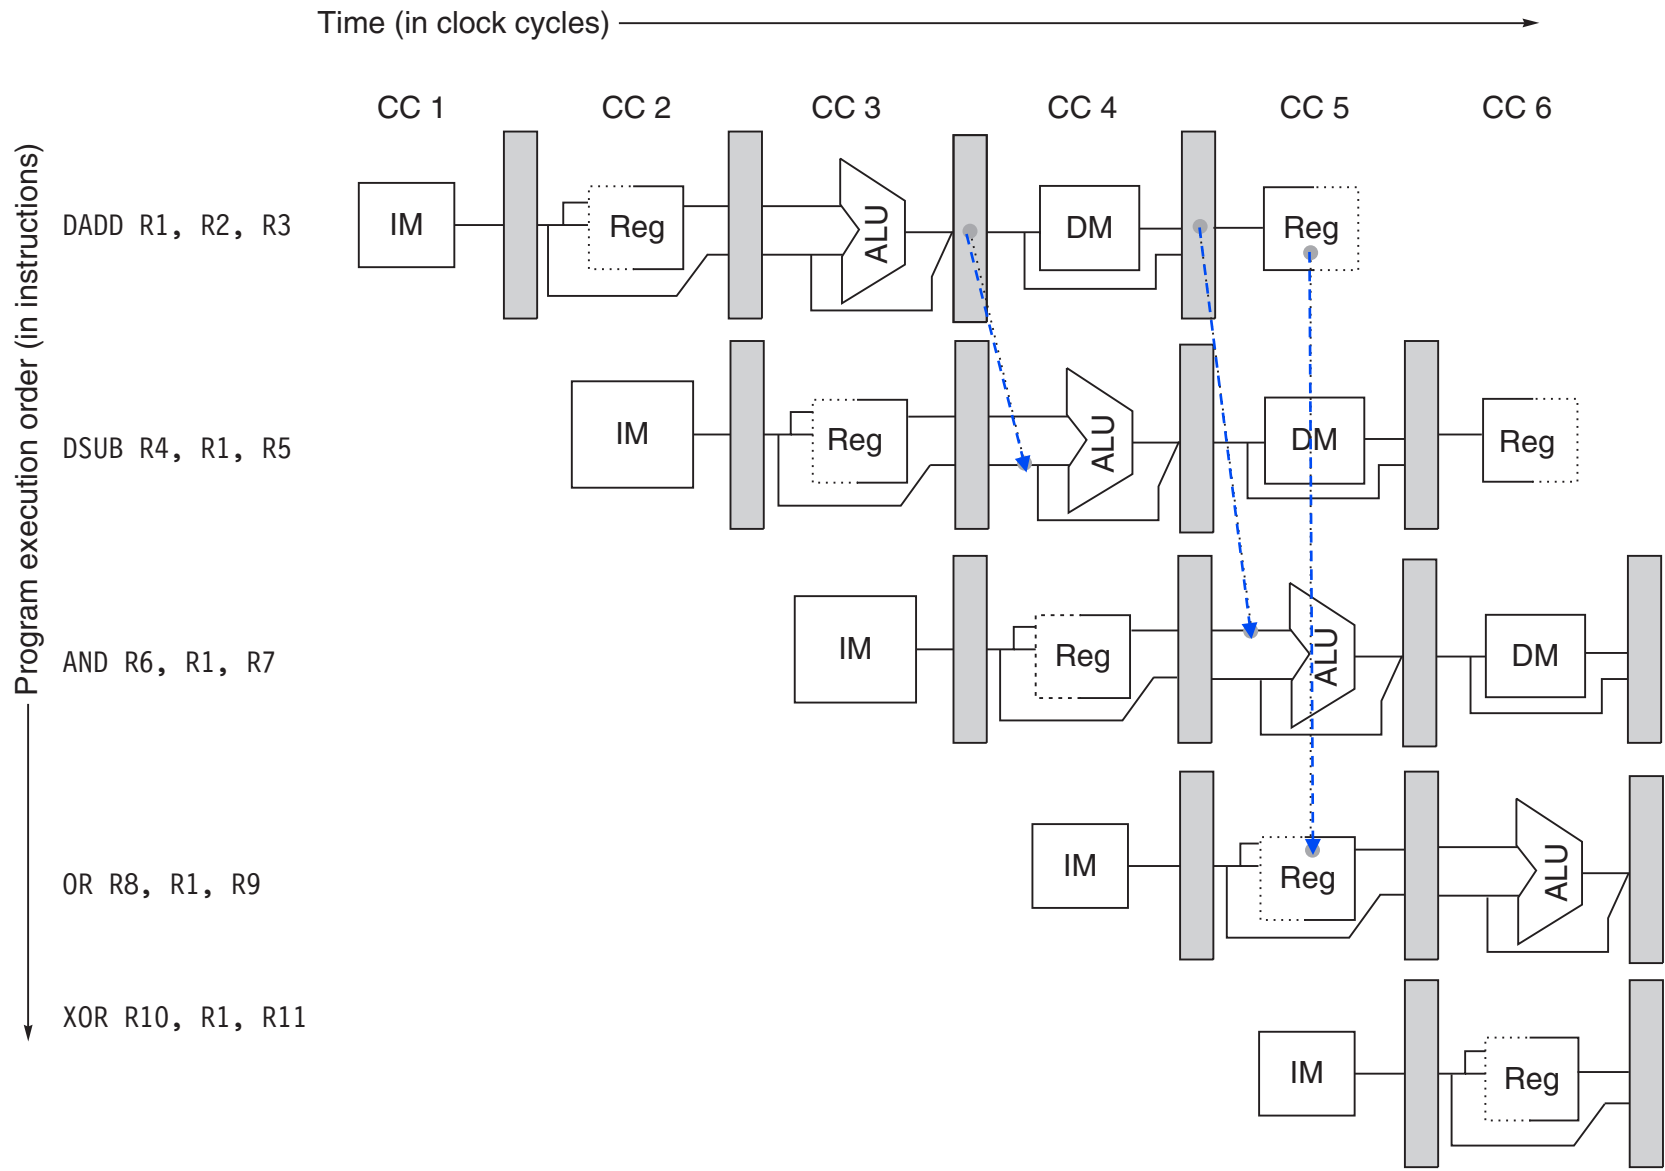 Time (in clock cycles)
CC 1 CC 2 CC 3 CC 4 CC 5 CC 6
Program execution order (in instructions)
DADD R1, R2, R3 IM Reg ALU DM Reg
DSUB R4, R1, R5 IM Reg ALU DM Reg
AND R6, R1, R7 IM Reg ALU DM
OR R8, R1, R9 IM Reg ALU
XOR R10, R1, R11 IM Reg